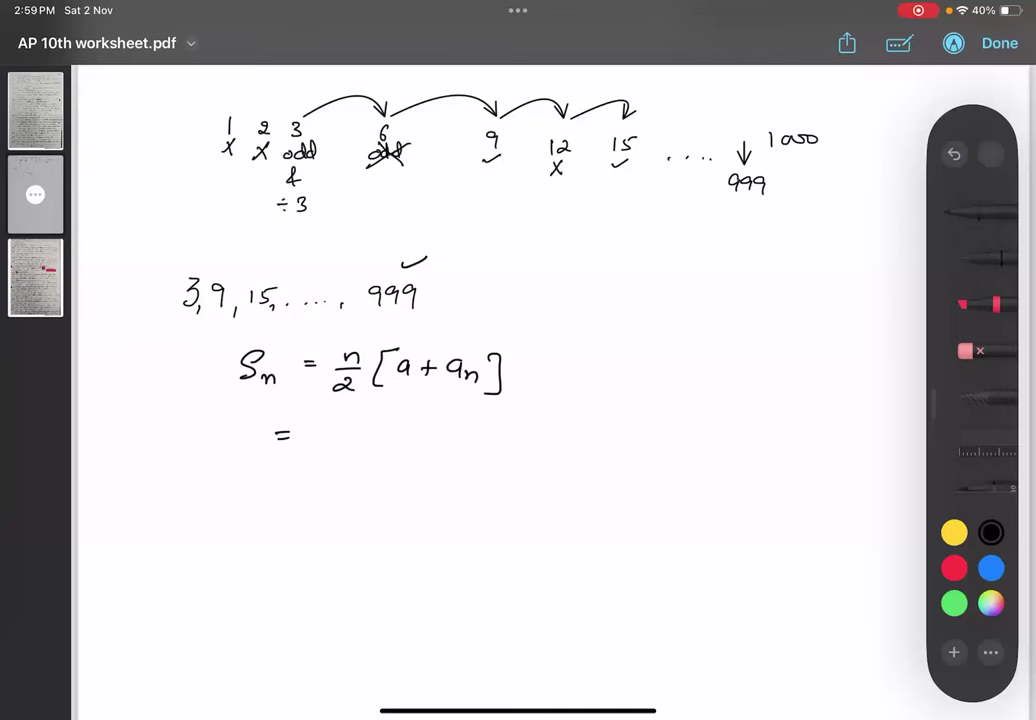 2:59 PM Sat 2 Nov
40%
AP 10th worksheet.pdf
Done
1 2 3 6 9 12 15 .... 1000
X X odd odd ✓ X ✓ ↓ 999
&
÷3
3, 9, 15, ...., 999 ✓
Sn = n/2 [a + an]
=